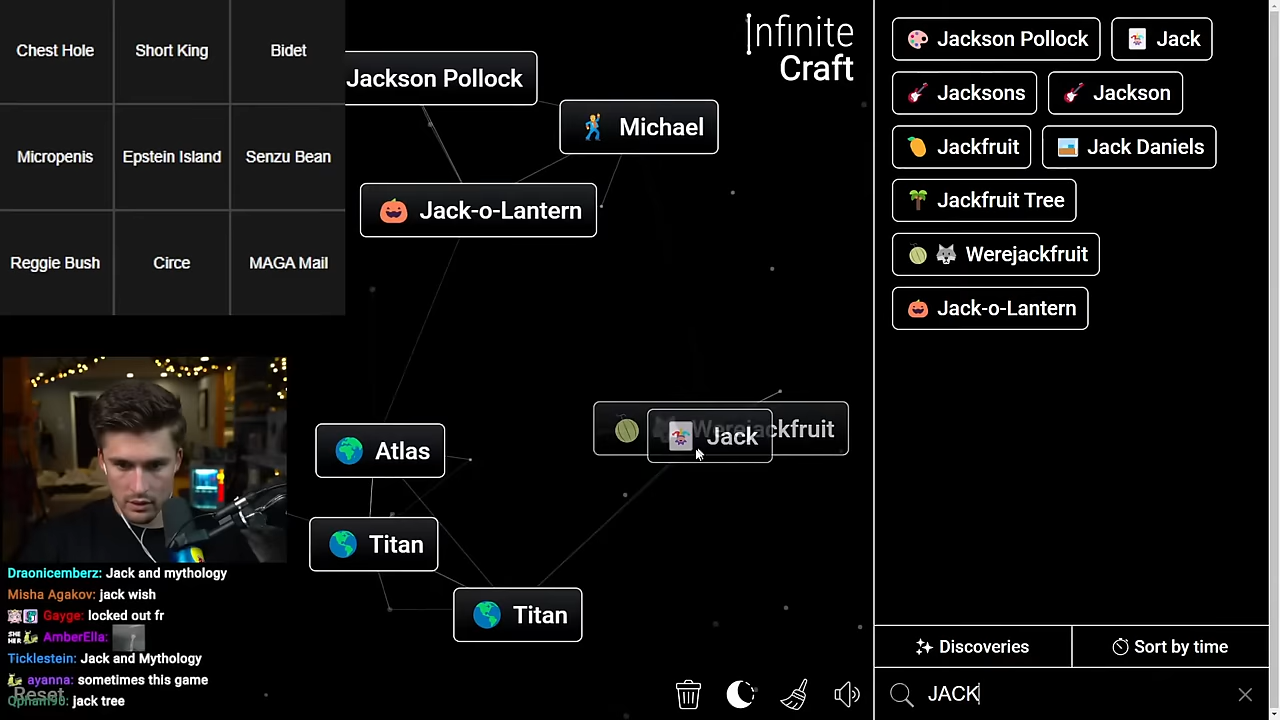 Chest Hole
Short King
Bidet
Micropenis
Epstein Island
Senzu Bean
Reggie Bush
Circe
MAGA Mail
Jackson Pollock
Michael
Jack-o-Lantern
Atlas
Titan
Titan
Jack
Infinite
Craft
Jackson Pollock
Jack
Jacksons
Jackson
Jackfruit
Jack Daniels
Jackfruit Tree
Werejackfruit
Jack-o-Lantern
Discoveries
Sort by time
JACK
Draonicemberz: Jack and mythology
Misha Agakov: jack wish
Gayge: locked out fr
AmberElla:
Ticklestein: Jack and Mythology
ayanna: sometimes this game
jack tree
Reset